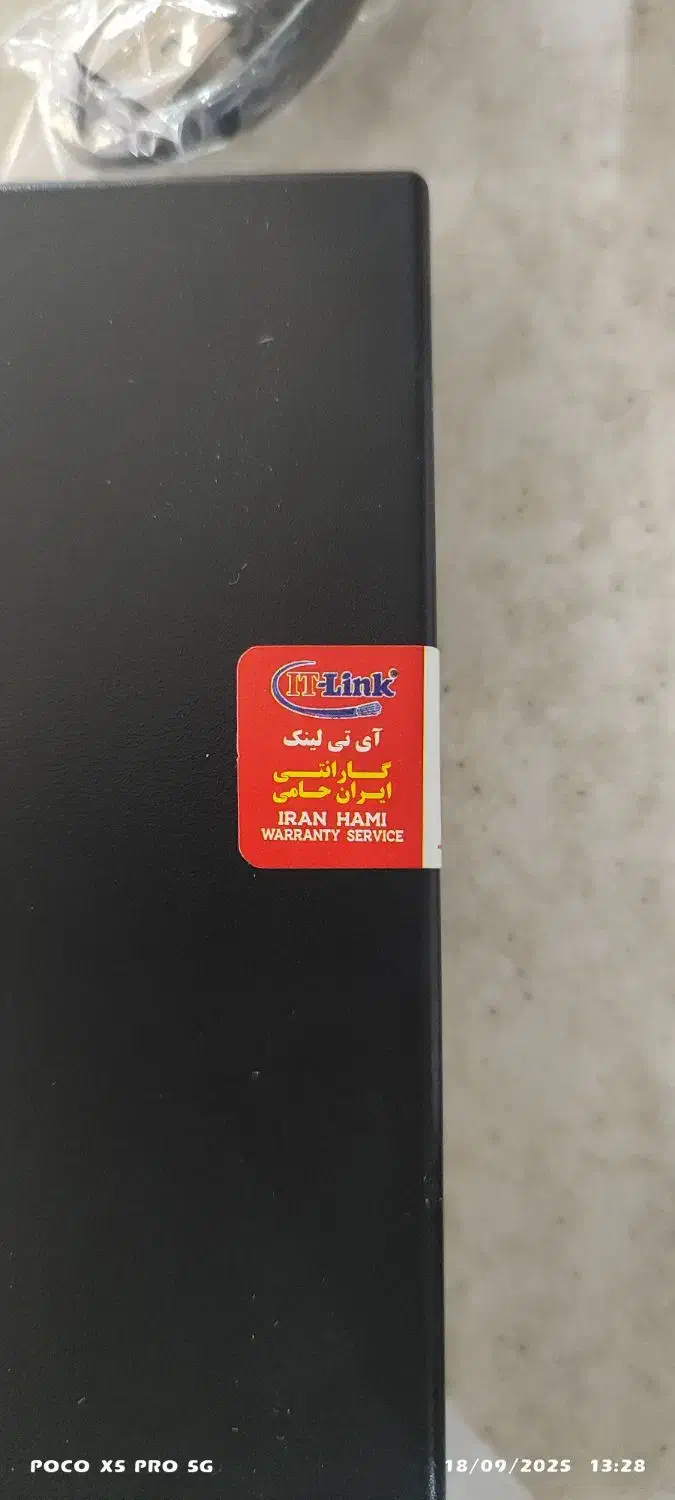 IT-Link®
آی تی لینک
گارانتی
ایران حامی
IRAN HAMI
WARRANTY SERVICE
POCO X5 PRO 5G
18/09/2025 13:28